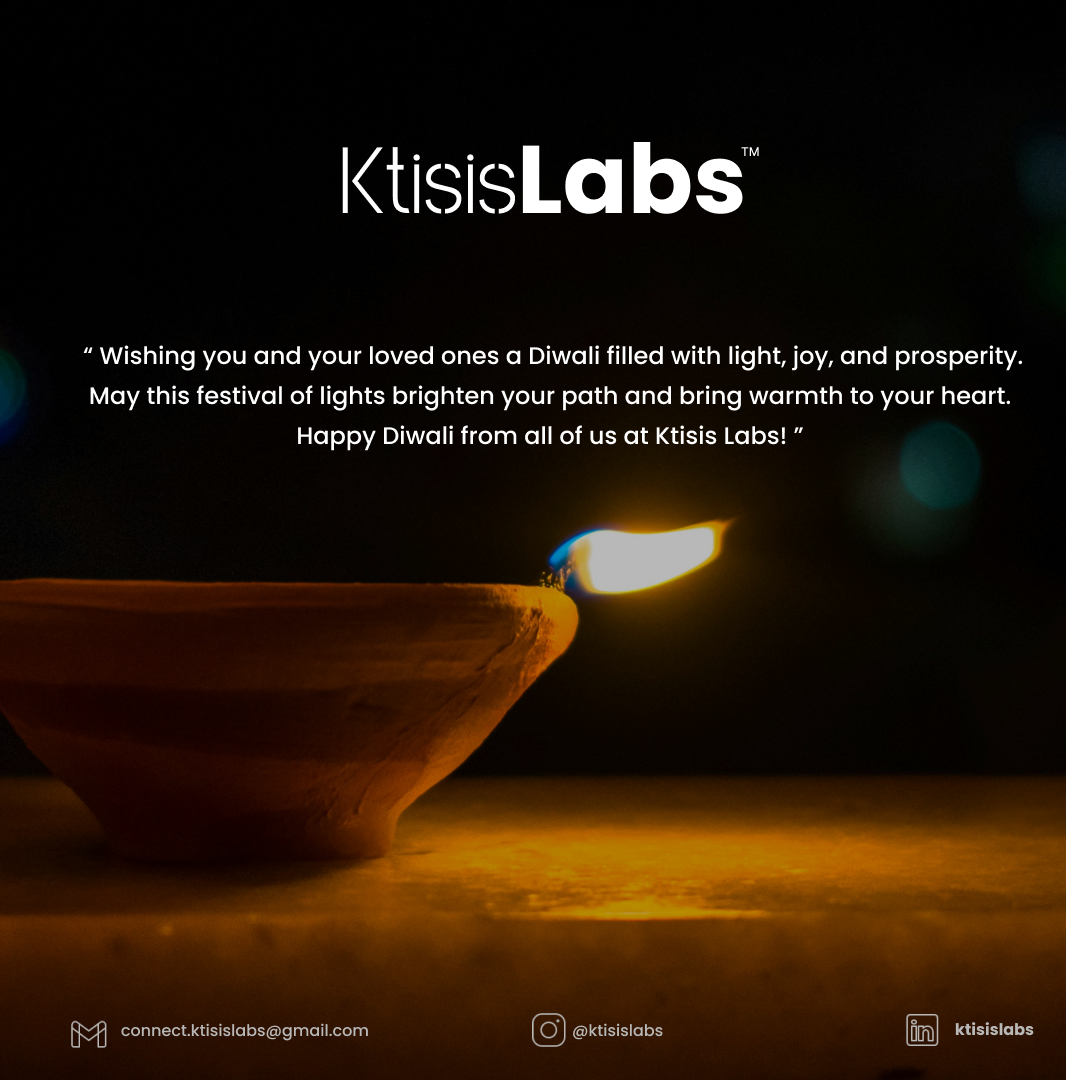 KtisisLabs™
“ Wishing you and your loved ones a Diwali filled with light, joy, and prosperity.
May this festival of lights brighten your path and bring warmth to your heart.
Happy Diwali from all of us at Ktisis Labs! ”
connect.ktisislabs@gmail.com @ktisislabs ktisislabs